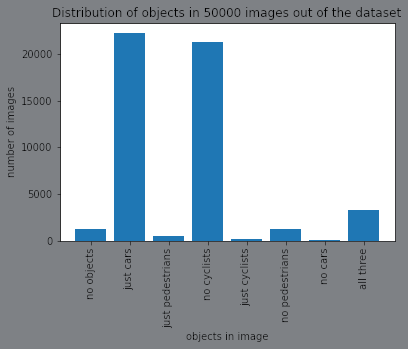 Distribution of objects in 50000 images out of the dataset
number of images
20000
15000
10000
5000
0
no objects
just cars
just pedestrians
no cyclists
just cyclists
no pedestrians
no cars
all three
objects in image